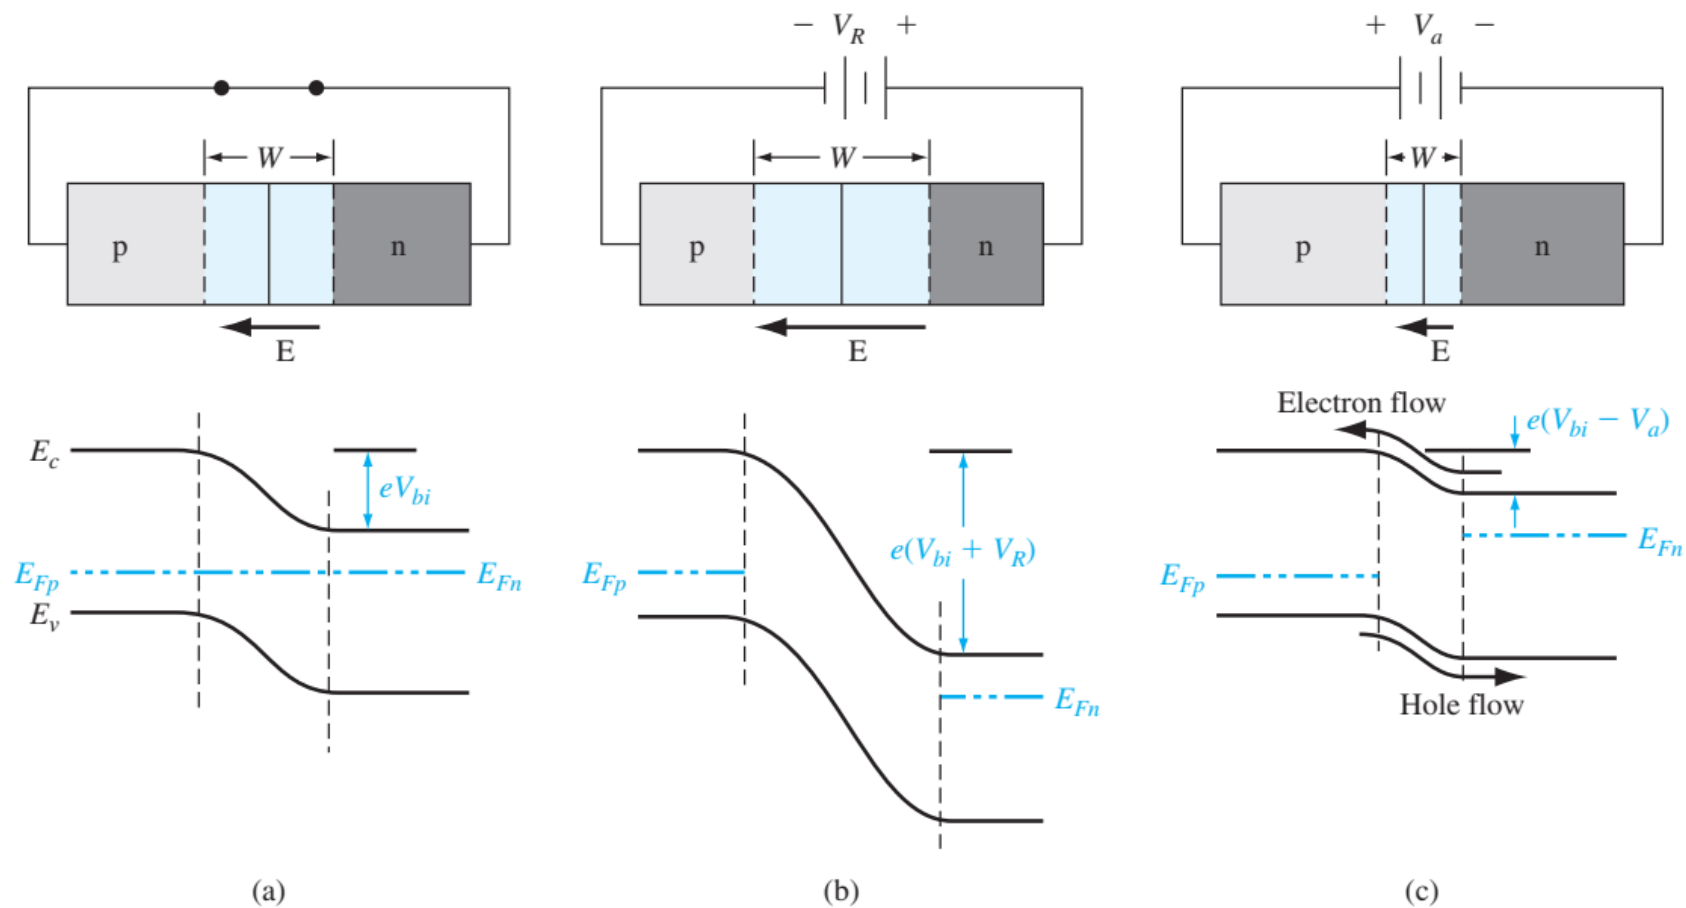 − V_R +
+ V_a −
W
W
W
p
n
p
n
p
n
E
E
E
Electron flow
e(V_bi − V_a)
E_c
eV_bi
e(V_bi + V_R)
E_Fn
E_Fp
E_Fn
E_Fp
E_Fp
E_v
E_Fn
Hole flow
(a)
(b)
(c)